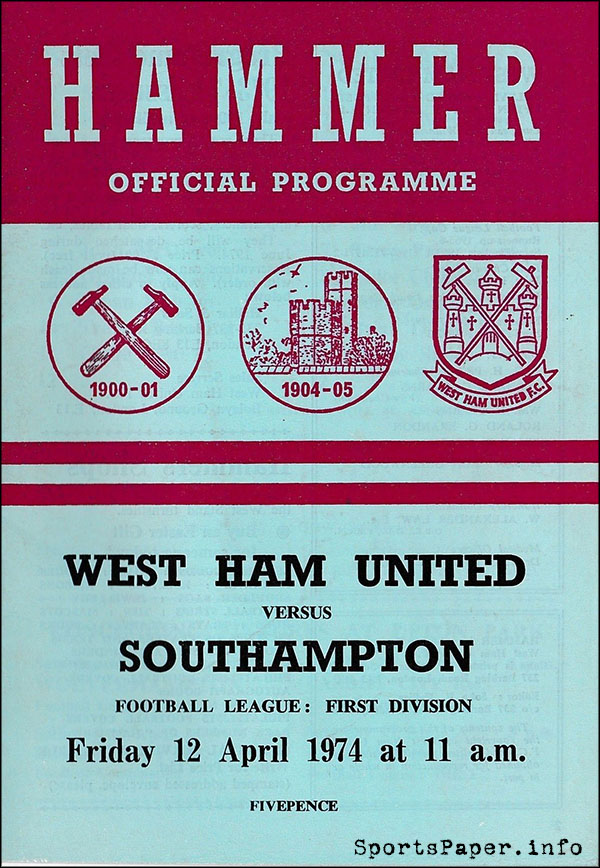 HAMMER
OFFICIAL PROGRAMME
1900-01
1904-05
WEST HAM UNITED F.C.
WEST HAM UNITED
VERSUS
SOUTHAMPTON
FOOTBALL LEAGUE: FIRST DIVISION
Friday 12 April 1974 at 11 a.m.
FIVEPENCE
SportsPaper.info